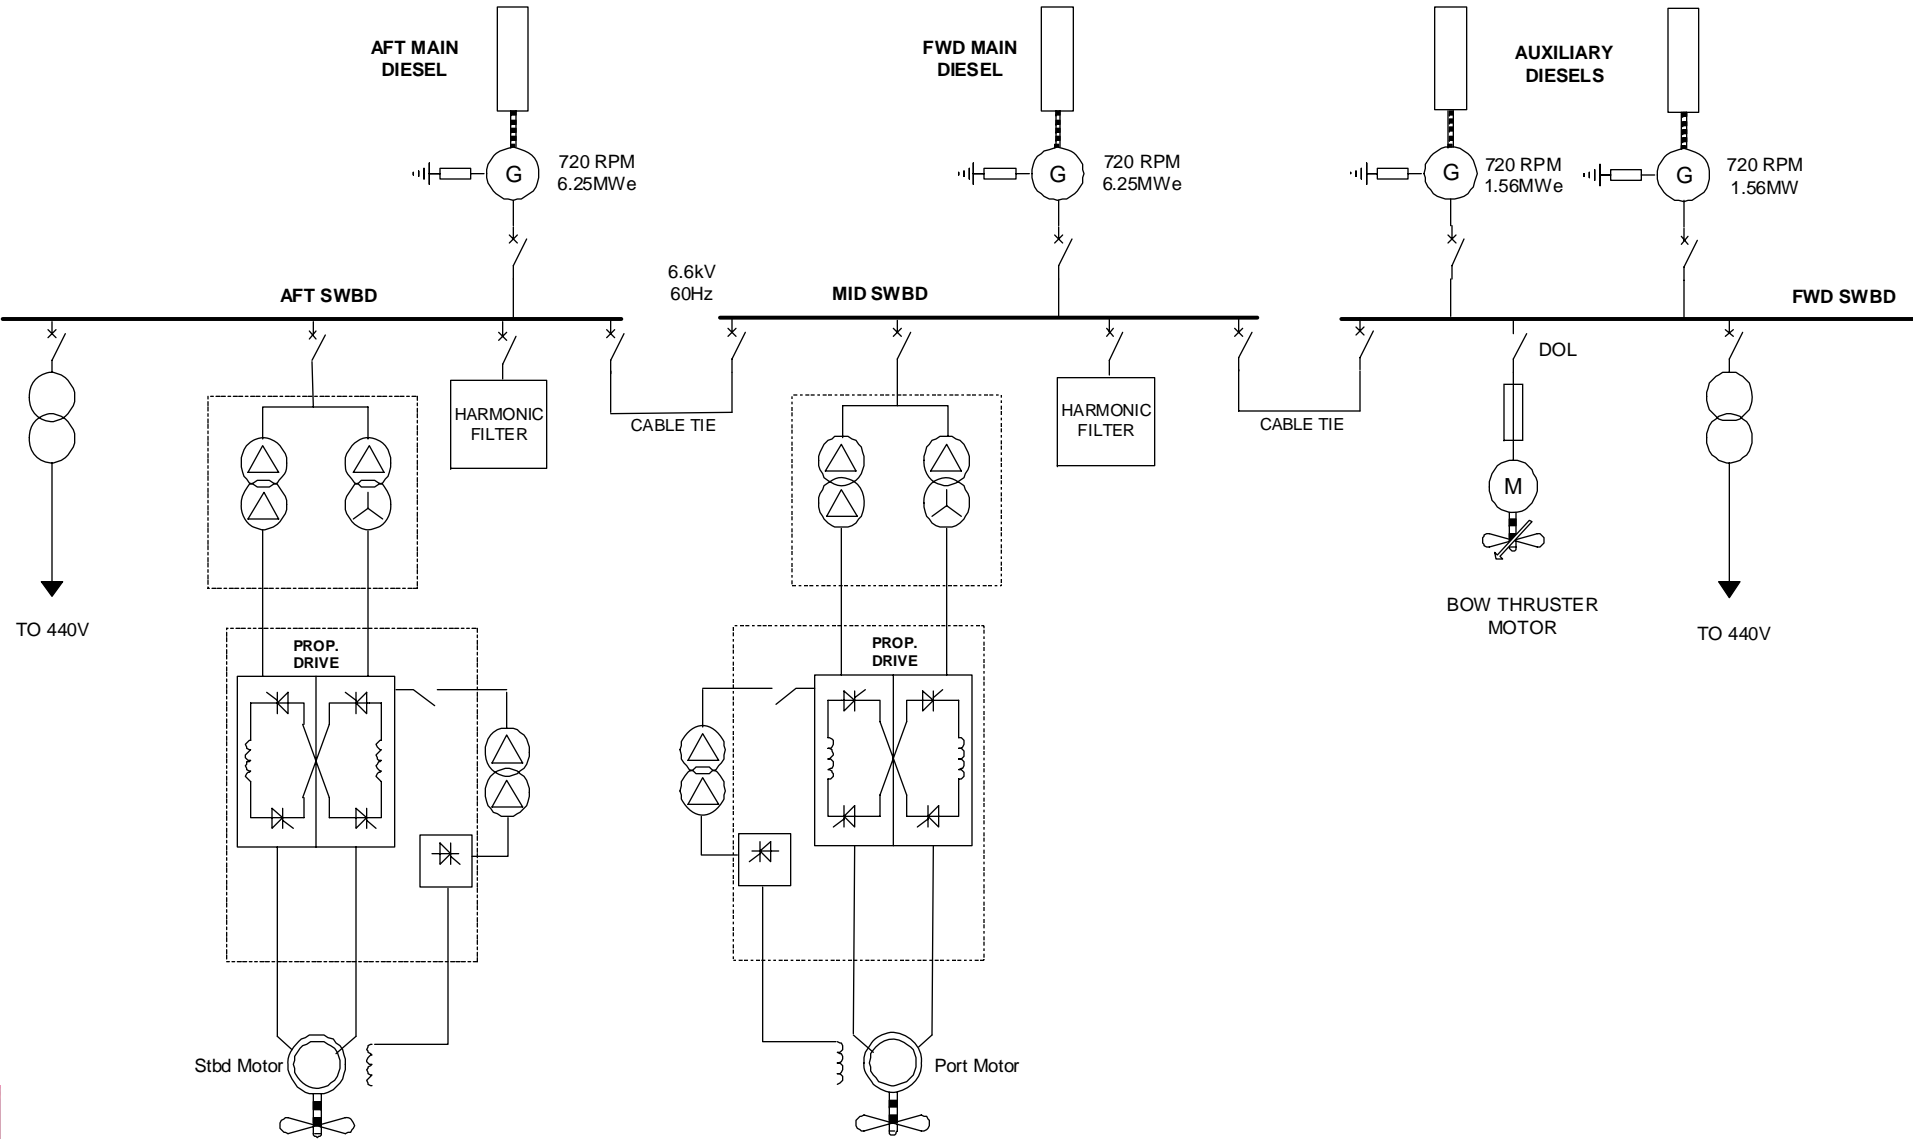 AFT MAIN
DIESEL
FWD MAIN
DIESEL
AUXILIARY
DIESELS
G
720 RPM
6.25MWe
G
720 RPM
6.25MWe
G
720 RPM
1.56MWe
G
720 RPM
1.56MW
AFT SWBD
6.6kV
60Hz
MID SWBD
FWD SWBD
DOL
HARMONIC
FILTER
CABLE TIE
HARMONIC
FILTER
CABLE TIE
M
BOW THRUSTER
MOTOR
TO 440V
TO 440V
PROP.
DRIVE
PROP.
DRIVE
Stbd Motor
Port Motor